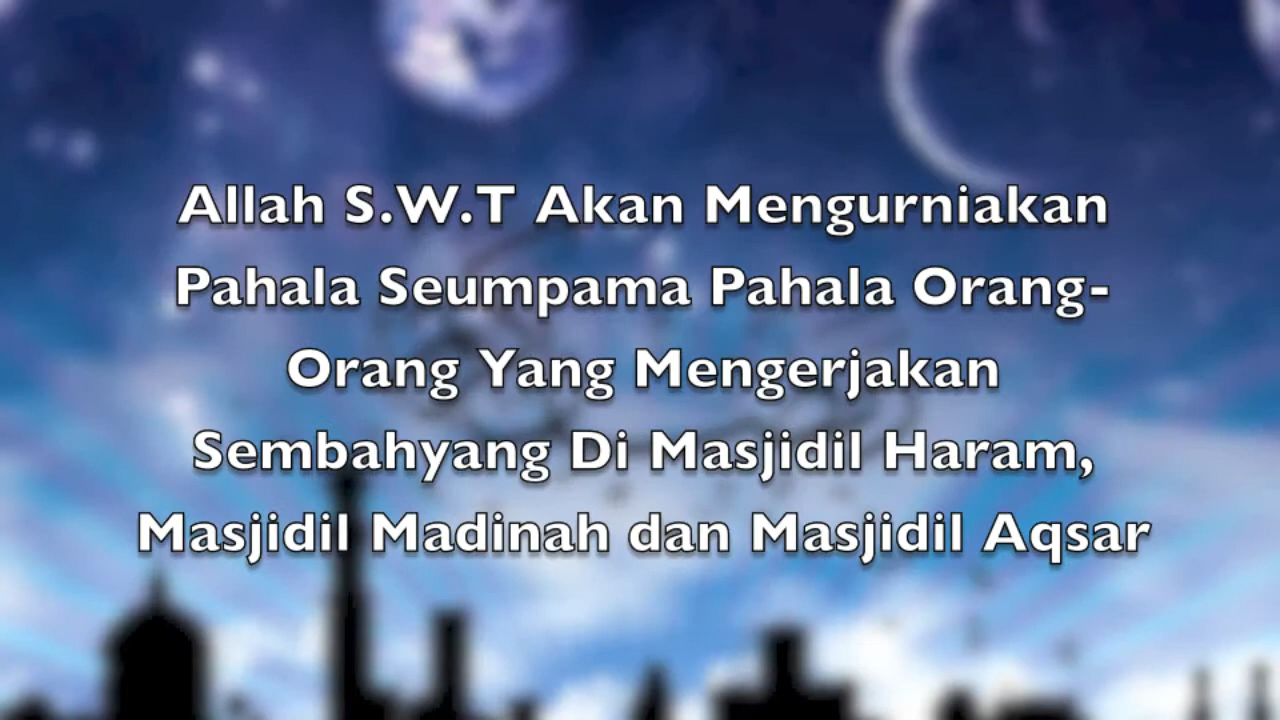 Allah S.W.T Akan Mengurniakan
Pahala Seumpama Pahala Orang-
Orang Yang Mengerjakan
Sembahyang Di Masjidil Haram,
Masjidil Madinah dan Masjidil Aqsar